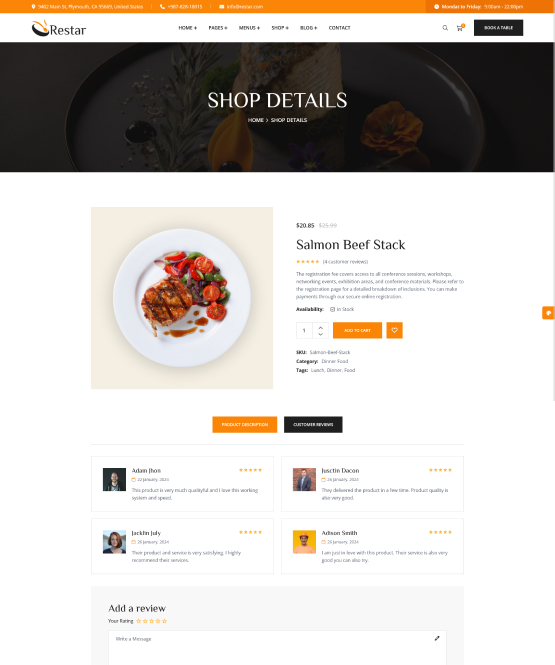 9402 Main St, Plymouth, CA 95669, United States
+987-628-10615
info@restar.com
Monday to Friday: 9:00am - 22:00pm
Restar
HOME + PAGES + MENUS + SHOP + BLOG + CONTACT
BOOK A TABLE
SHOP DETAILS
HOME > SHOP DETAILS
$20.85 $25.99
Salmon Beef Stack
(4 customer reviews)
The registration fee covers access to all conference sessions, workshops,
networking events, exhibition areas, and conference materials. Please refer to
the registration page for a detailed breakdown of inclusions. You can make
payments through our secure online registration.
Availability: In Stock
1
ADD TO CART
SKU: Salmon-Beef-Stack
Category: Dinner Food
Tags: Lunch, Dinner, Food
PRODUCT DESCRIPTION
CUSTOMER REVIEWS
Adam Jhon
22 January, 2024
This product is very much qualityful and I love this working
system and speed.
Jusctin Dacon
26 January, 2024
They delivered the product in a few time. Product quality is
also very good.
Jacklin July
26 January, 2024
Their product and service is very satisfying. I highly
recommend their services.
Adison Smith
26 January, 2024
I am just in love with this product. Their service is also very
good you can also try.
Add a review
Your Rating
Write a Message